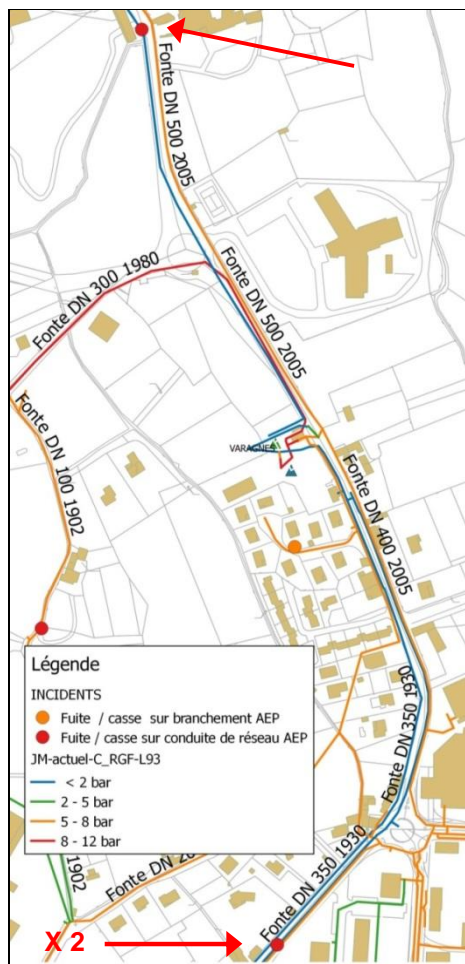 Fonte DN 500 2005
Fonte DN 300 1980
Fonte DN 500 2005
Fonte DN 100 1902
VARAGNES
Fonte DN 400 2005
Légende
INCIDENTS
Fuite / casse sur branchement AEP
Fuite / casse sur conduite de réseau AEP
JM-actuel-C_RGF-L93
< 2 bar
2 - 5 bar
5 - 8 bar
8 - 12 bar
Fonte DN 350 1930
1902
Fonte DN
Fonte DN 350 1930
X 2